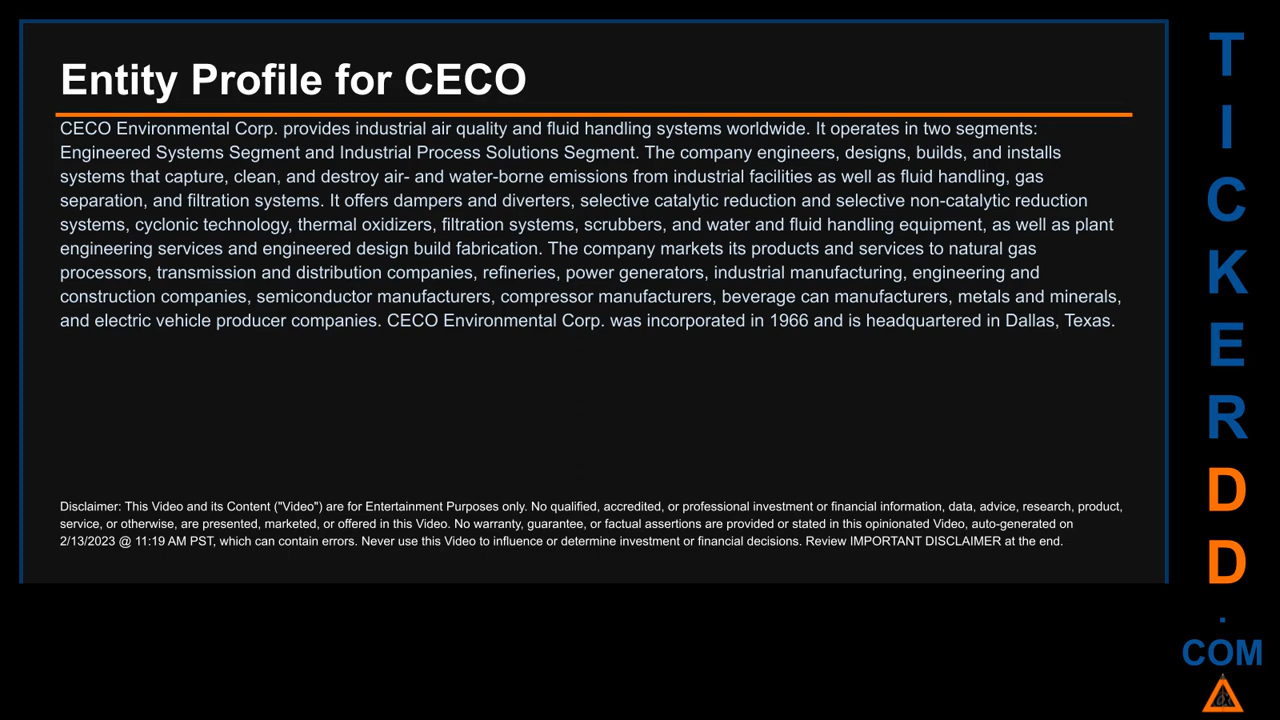 Entity Profile for CECO
CECO Environmental Corp. provides industrial air quality and fluid handling systems worldwide. It operates in two segments:
Engineered Systems Segment and Industrial Process Solutions Segment. The company engineers, designs, builds, and installs
systems that capture, clean, and destroy air- and water-borne emissions from industrial facilities as well as fluid handling, gas
separation, and filtration systems. It offers dampers and diverters, selective catalytic reduction and selective non-catalytic reduction
systems, cyclonic technology, thermal oxidizers, filtration systems, scrubbers, and water and fluid handling equipment, as well as plant
engineering services and engineered design build fabrication. The company markets its products and services to natural gas
processors, transmission and distribution companies, refineries, power generators, industrial manufacturing, engineering and
construction companies, semiconductor manufacturers, compressor manufacturers, beverage can manufacturers, metals and minerals,
and electric vehicle producer companies. CECO Environmental Corp. was incorporated in 1966 and is headquartered in Dallas, Texas.
Disclaimer: This Video and its Content ("Video") are for Entertainment Purposes only. No qualified, accredited, or professional investment or financial information, data, advice, research, product,
service, or otherwise, are presented, marketed, or offered in this Video. No warranty, guarantee, or factual assertions are provided or stated in this opinionated Video, auto-generated on
2/13/2023 @ 11:19 AM PST, which can contain errors. Never use this Video to influence or determine investment or financial decisions. Review IMPORTANT DISCLAIMER at the end.
T
I
C
K
E
R
D
D
.
COM